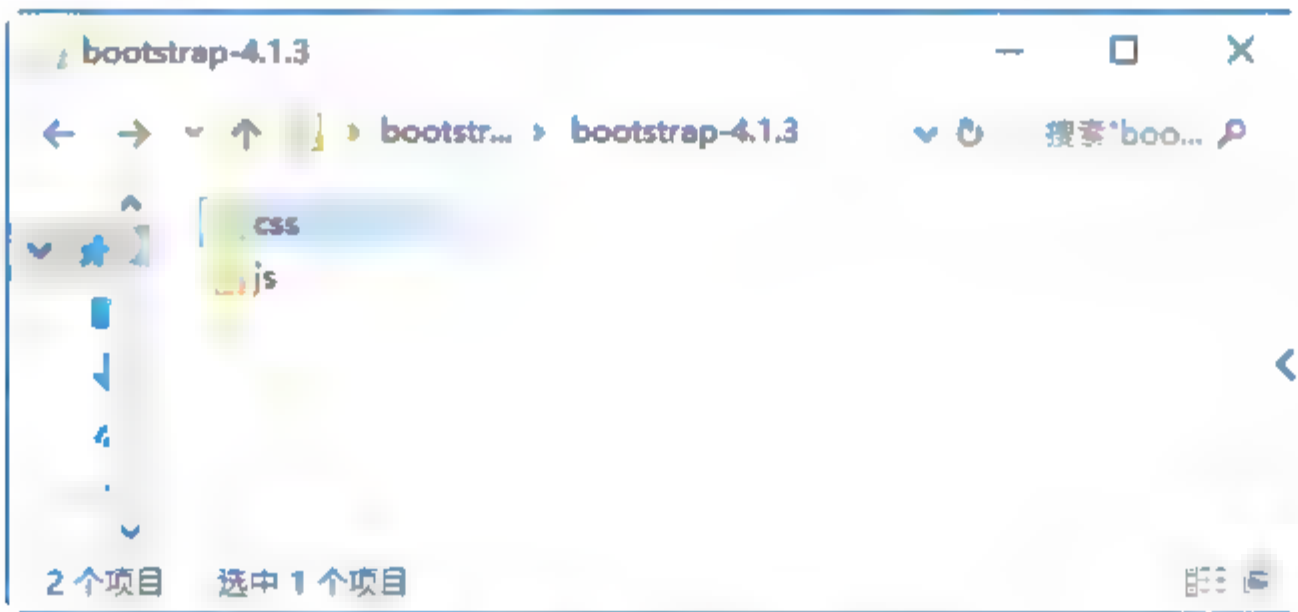 bootstrap-4.1.3
bootstr... bootstrap-4.1.3 搜索"boo...
css
js
2 个项目 选中 1 个项目